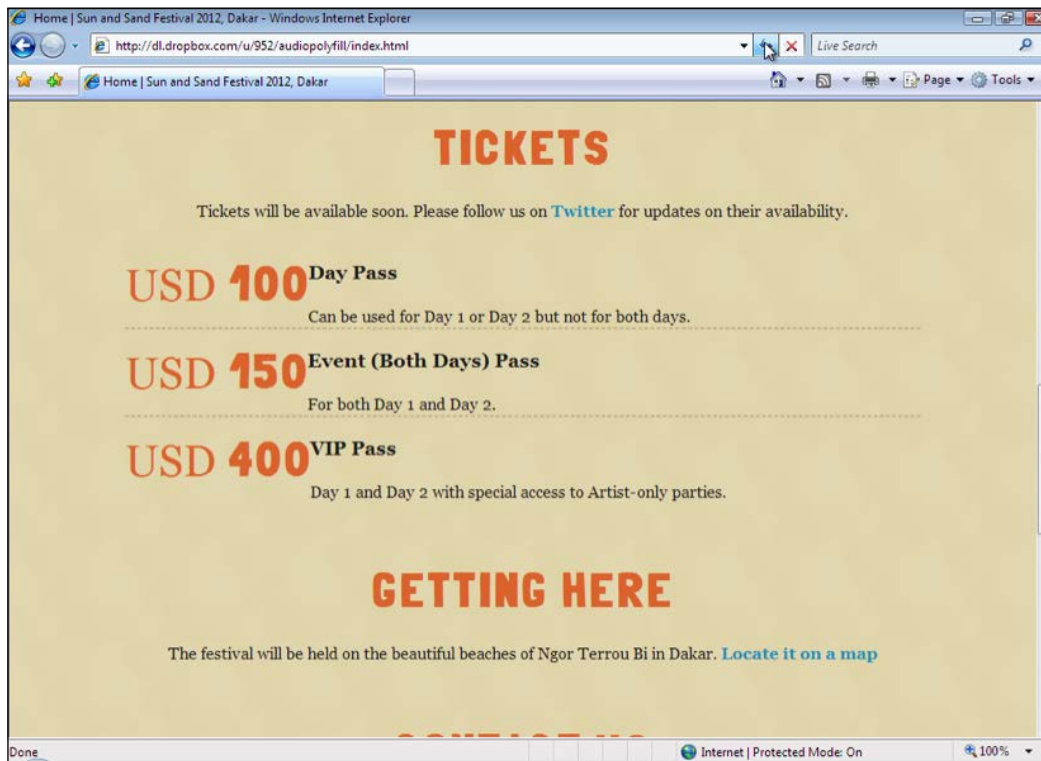 Home | Sun and Sand Festival 2012, Dakar - Windows Internet Explorer
http://dl.dropbox.com/u/952/audiopolyfill/index.html
Live Search
Home | Sun and Sand Festival 2012, Dakar
Page
Tools
TICKETS
Tickets will be available soon. Please follow us on Twitter for updates on their availability.
USD 100 Day Pass
Can be used for Day 1 or Day 2 but not for both days.
USD 150 Event (Both Days) Pass
For both Day 1 and Day 2.
USD 400 VIP Pass
Day 1 and Day 2 with special access to Artist-only parties.
GETTING HERE
The festival will be held on the beautiful beaches of Ngor Terrou Bi in Dakar. Locate it on a map
CONTACT US
Done
Internet | Protected Mode: On
100%